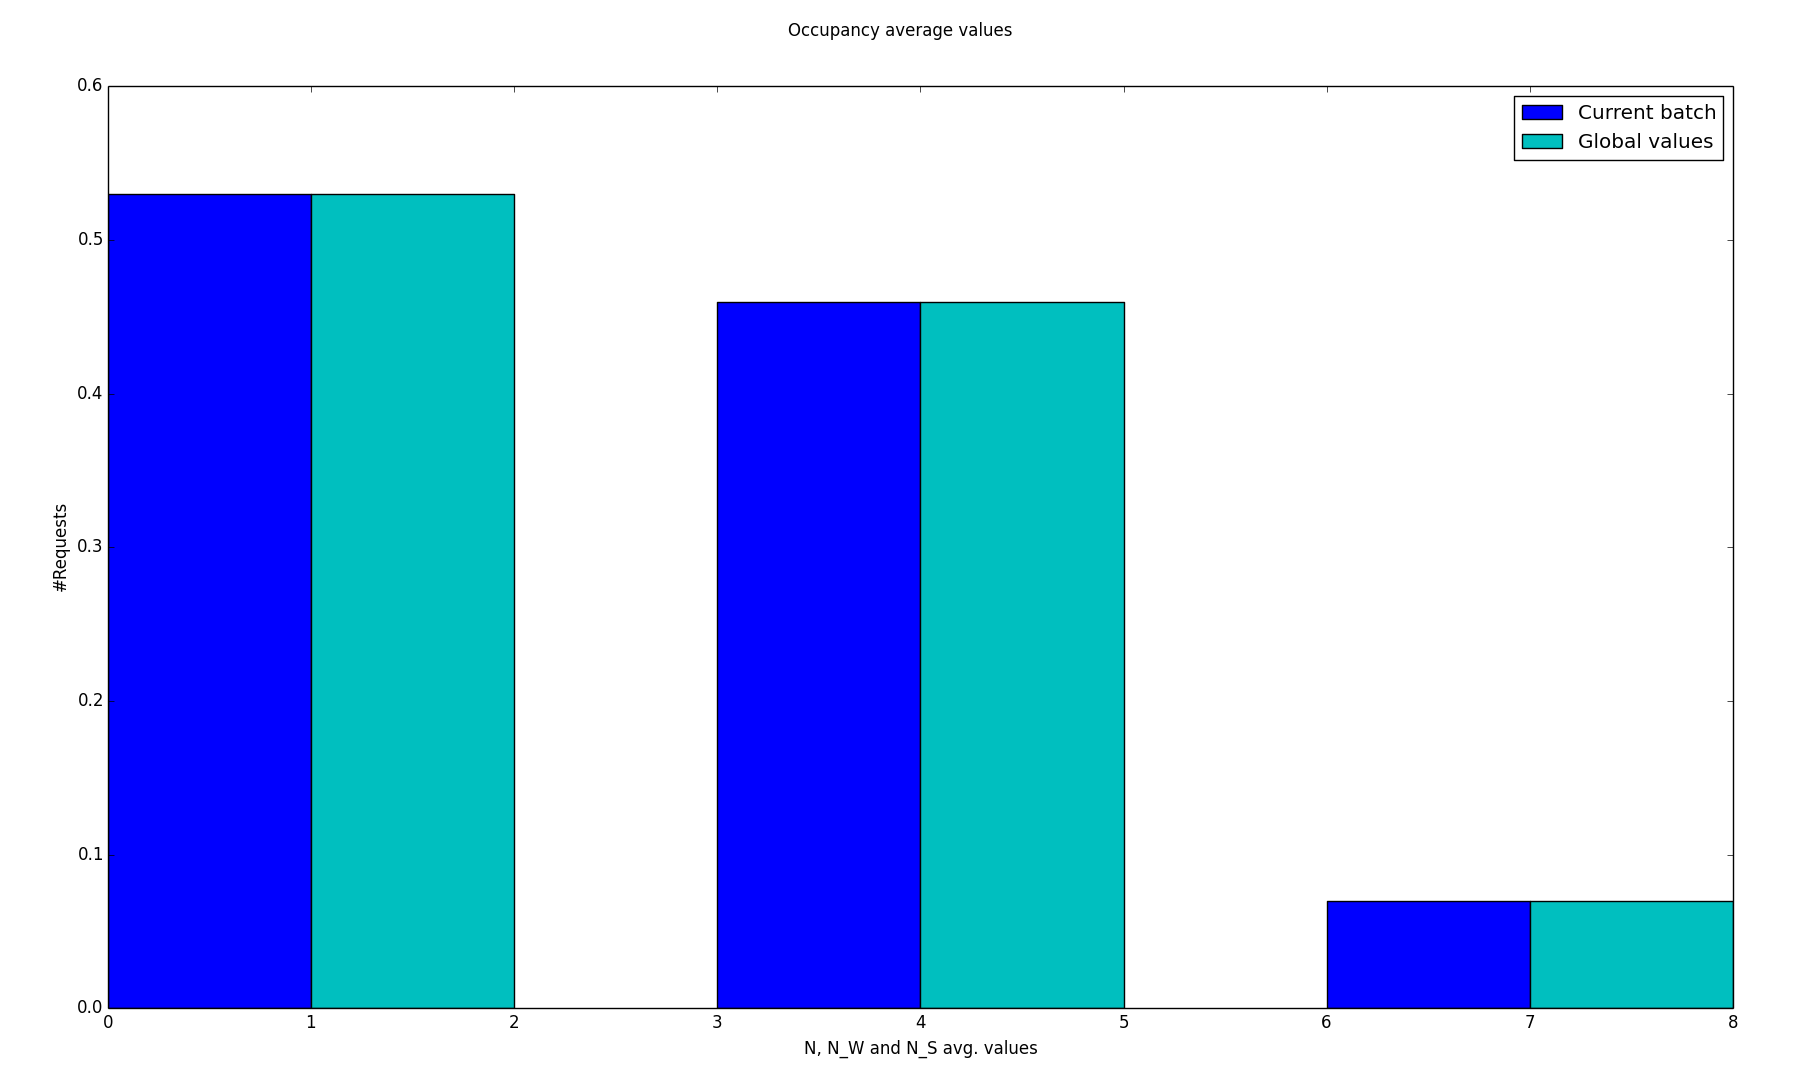 Occupancy average values
0.6
0.5
0.4
0.3
0.2
0.1
0.0
#Requests
Current batch
Global values
0 1 2 3 4 5 6 7 8
N, N_W and N_S avg. values